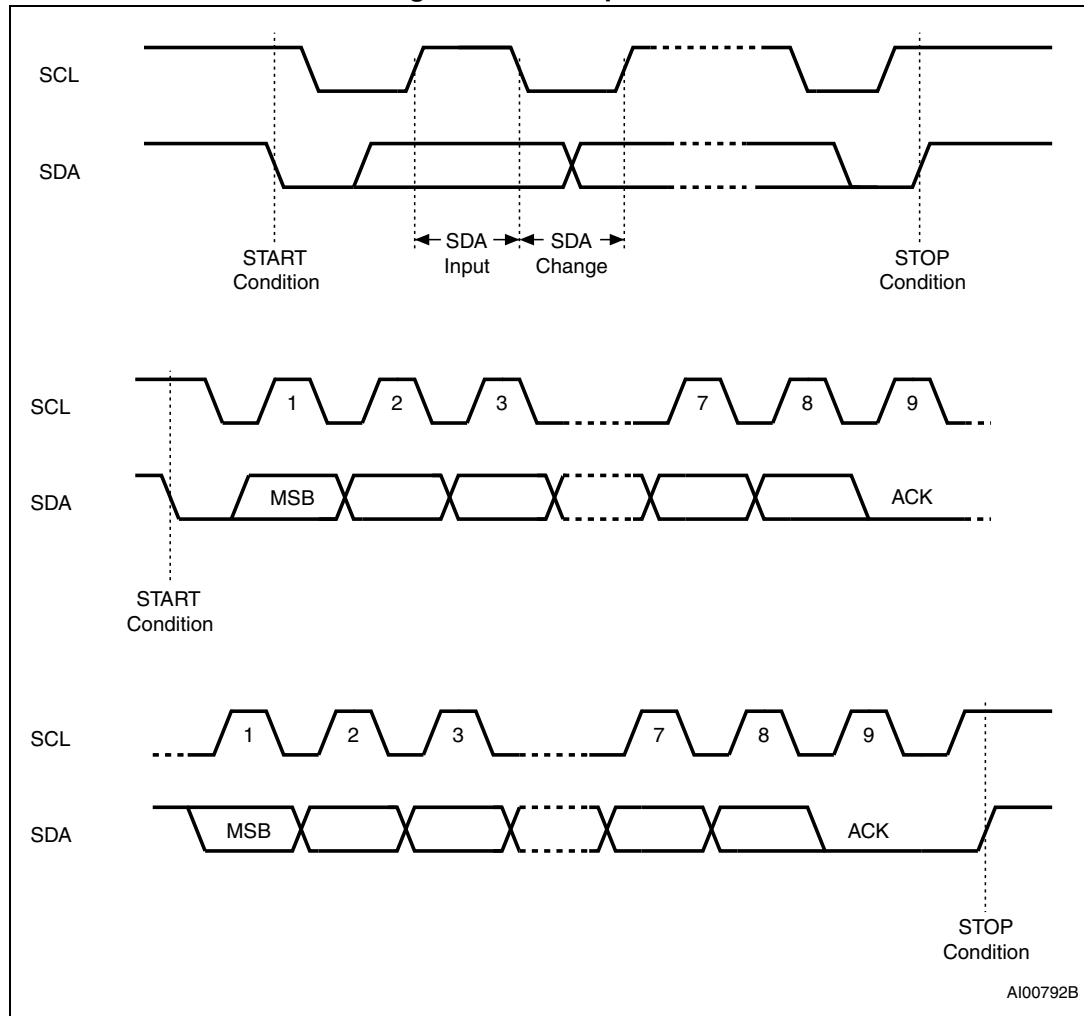 SCL
SDA
SDA
Input
SDA
Change
START
Condition
STOP
Condition
SCL
1
2
3
7
8
9
SDA
MSB
ACK
START
Condition
SCL
1
2
3
7
8
9
SDA
MSB
ACK
STOP
Condition
AI00792B